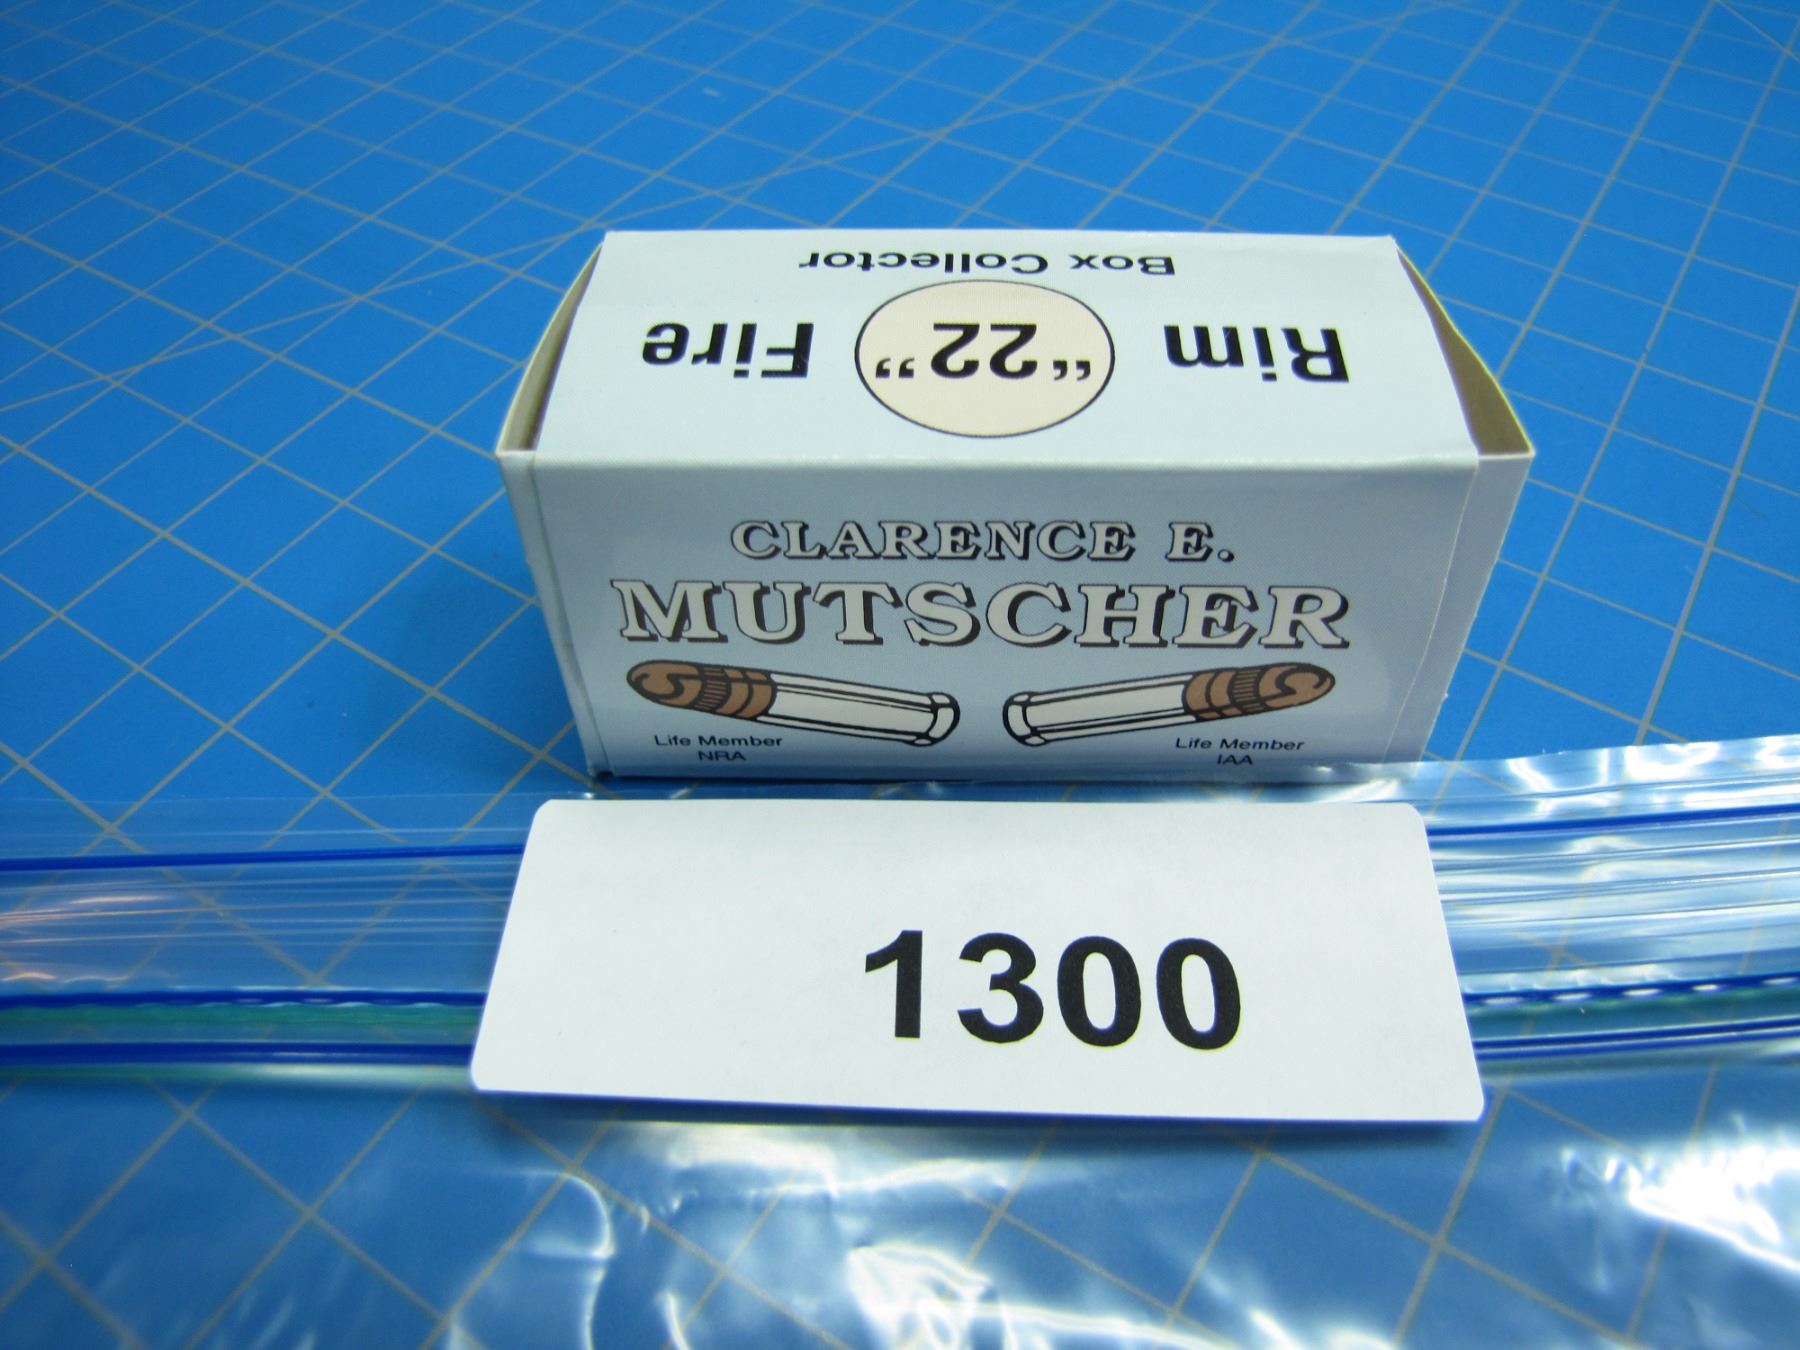 Box Collector
Rim "22" Fire
CLARENCE E.
MUTSCHER
Life Member
NRA
Life Member
IAA
1300